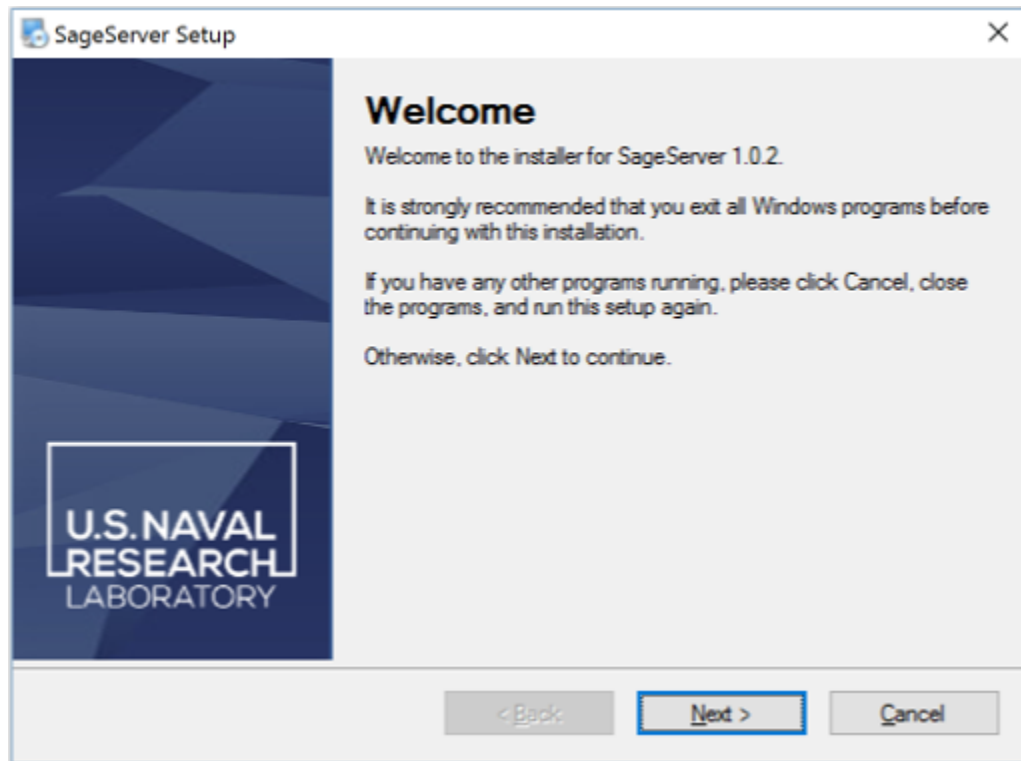 SageServer Setup
Welcome
Welcome to the installer for SageServer 1.0.2.
It is strongly recommended that you exit all Windows programs before
continuing with this installation.
If you have any other programs running, please click Cancel, close
the programs, and run this setup again.
Otherwise, click Next to continue.
U.S. NAVAL
RESEARCH
LABORATORY
< Back
Next >
Cancel